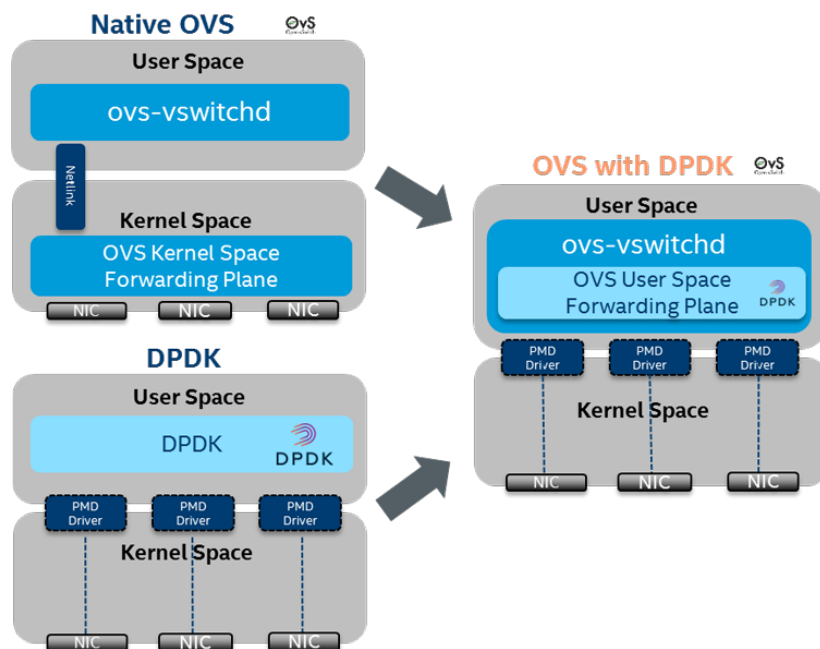 Native OVS
OvS
User Space
ovs-vswitchd
Netlink
Kernel Space
OVS Kernel Space
Forwarding Plane
NIC
NIC
NIC
DPDK
User Space
DPDK
DPDK
PMD
Driver
PMD
Driver
PMD
Driver
Kernel Space
NIC
NIC
NIC
OVS with DPDK
OvS
User Space
ovs-vswitchd
OVS User Space
Forwarding Plane
DPDK
PMD
Driver
PMD
Driver
PMD
Driver
Kernel Space
NIC
NIC
NIC